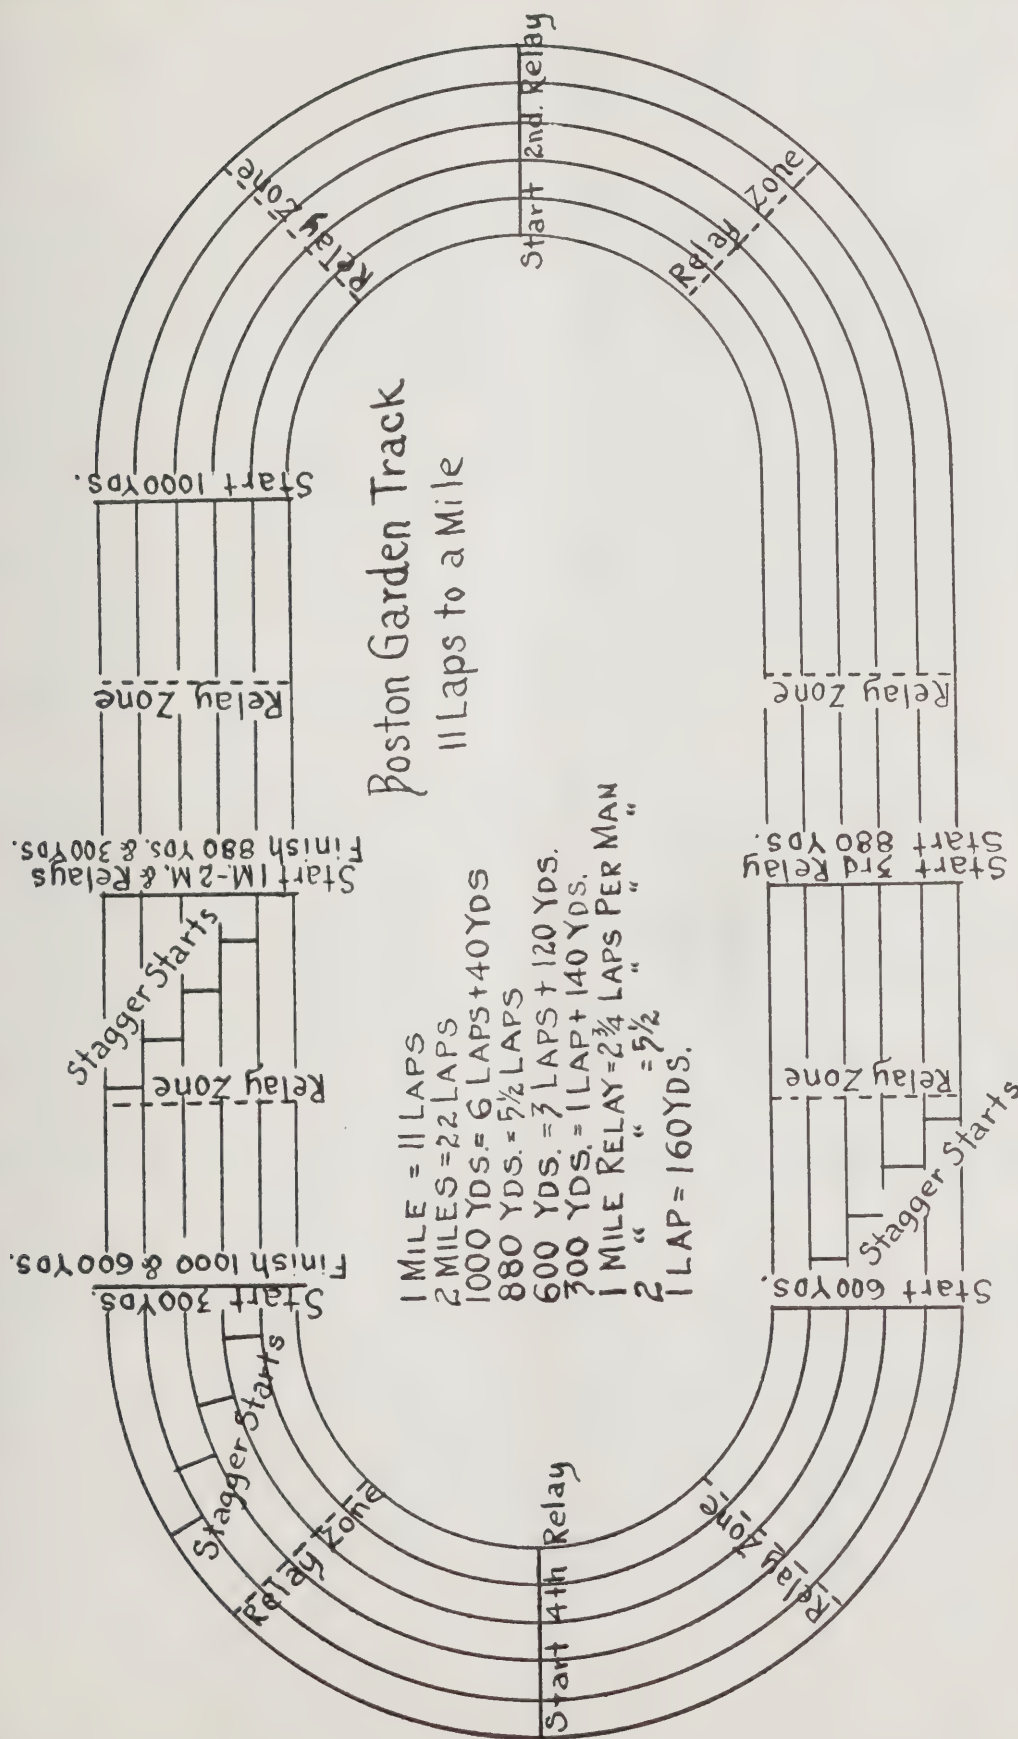 Boston Garden Track
11 Laps to a Mile
1 MILE = 11 LAPS
2 MILES = 22 LAPS
1000 YDS. = 6 LAPS + 40 YDS
880 YDS. = 5½ LAPS
600 YDS. = 3 LAPS + 120 YDS.
300 YDS. = 1 LAP + 140 YDS.
1 MILE RELAY = 2¾ LAPS PER MAN
2 " " = 5½ " " "
1 LAP = 160 YDS.
Start 300 YDS.
Finish 1000 & 600 YDS.
Stagger Starts
Relay Zone
Stagger Starts
Start 1 M.-2 M. & Relays
Finish 880 YDS. & 300 YDS.
Relay Zone
Start 1000 YDS.
Relay Zone
Start 2nd. Relay
Relay Zone
Relay Zone
Start 880 YDS.
Start 3rd Relay
Relay Zone
Stagger Starts
Start 600 YDS.
Relay Zone
Start 4th Relay
Relay Zone